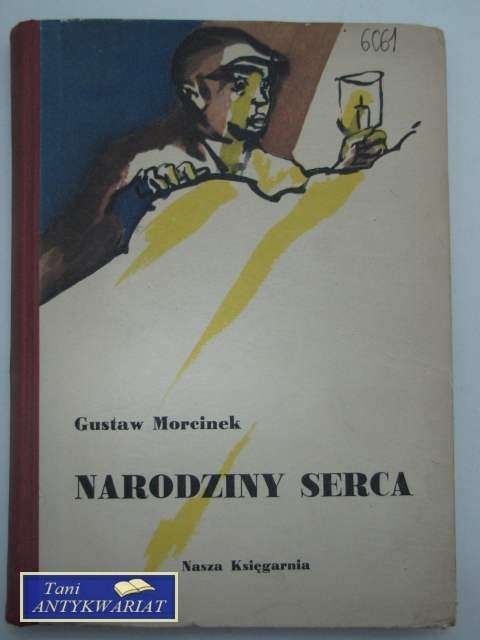 6061
Gustaw Morcinek
NARODZINY SERCA
Nasza Księgarnia
Tani
ANTYKWARIAT